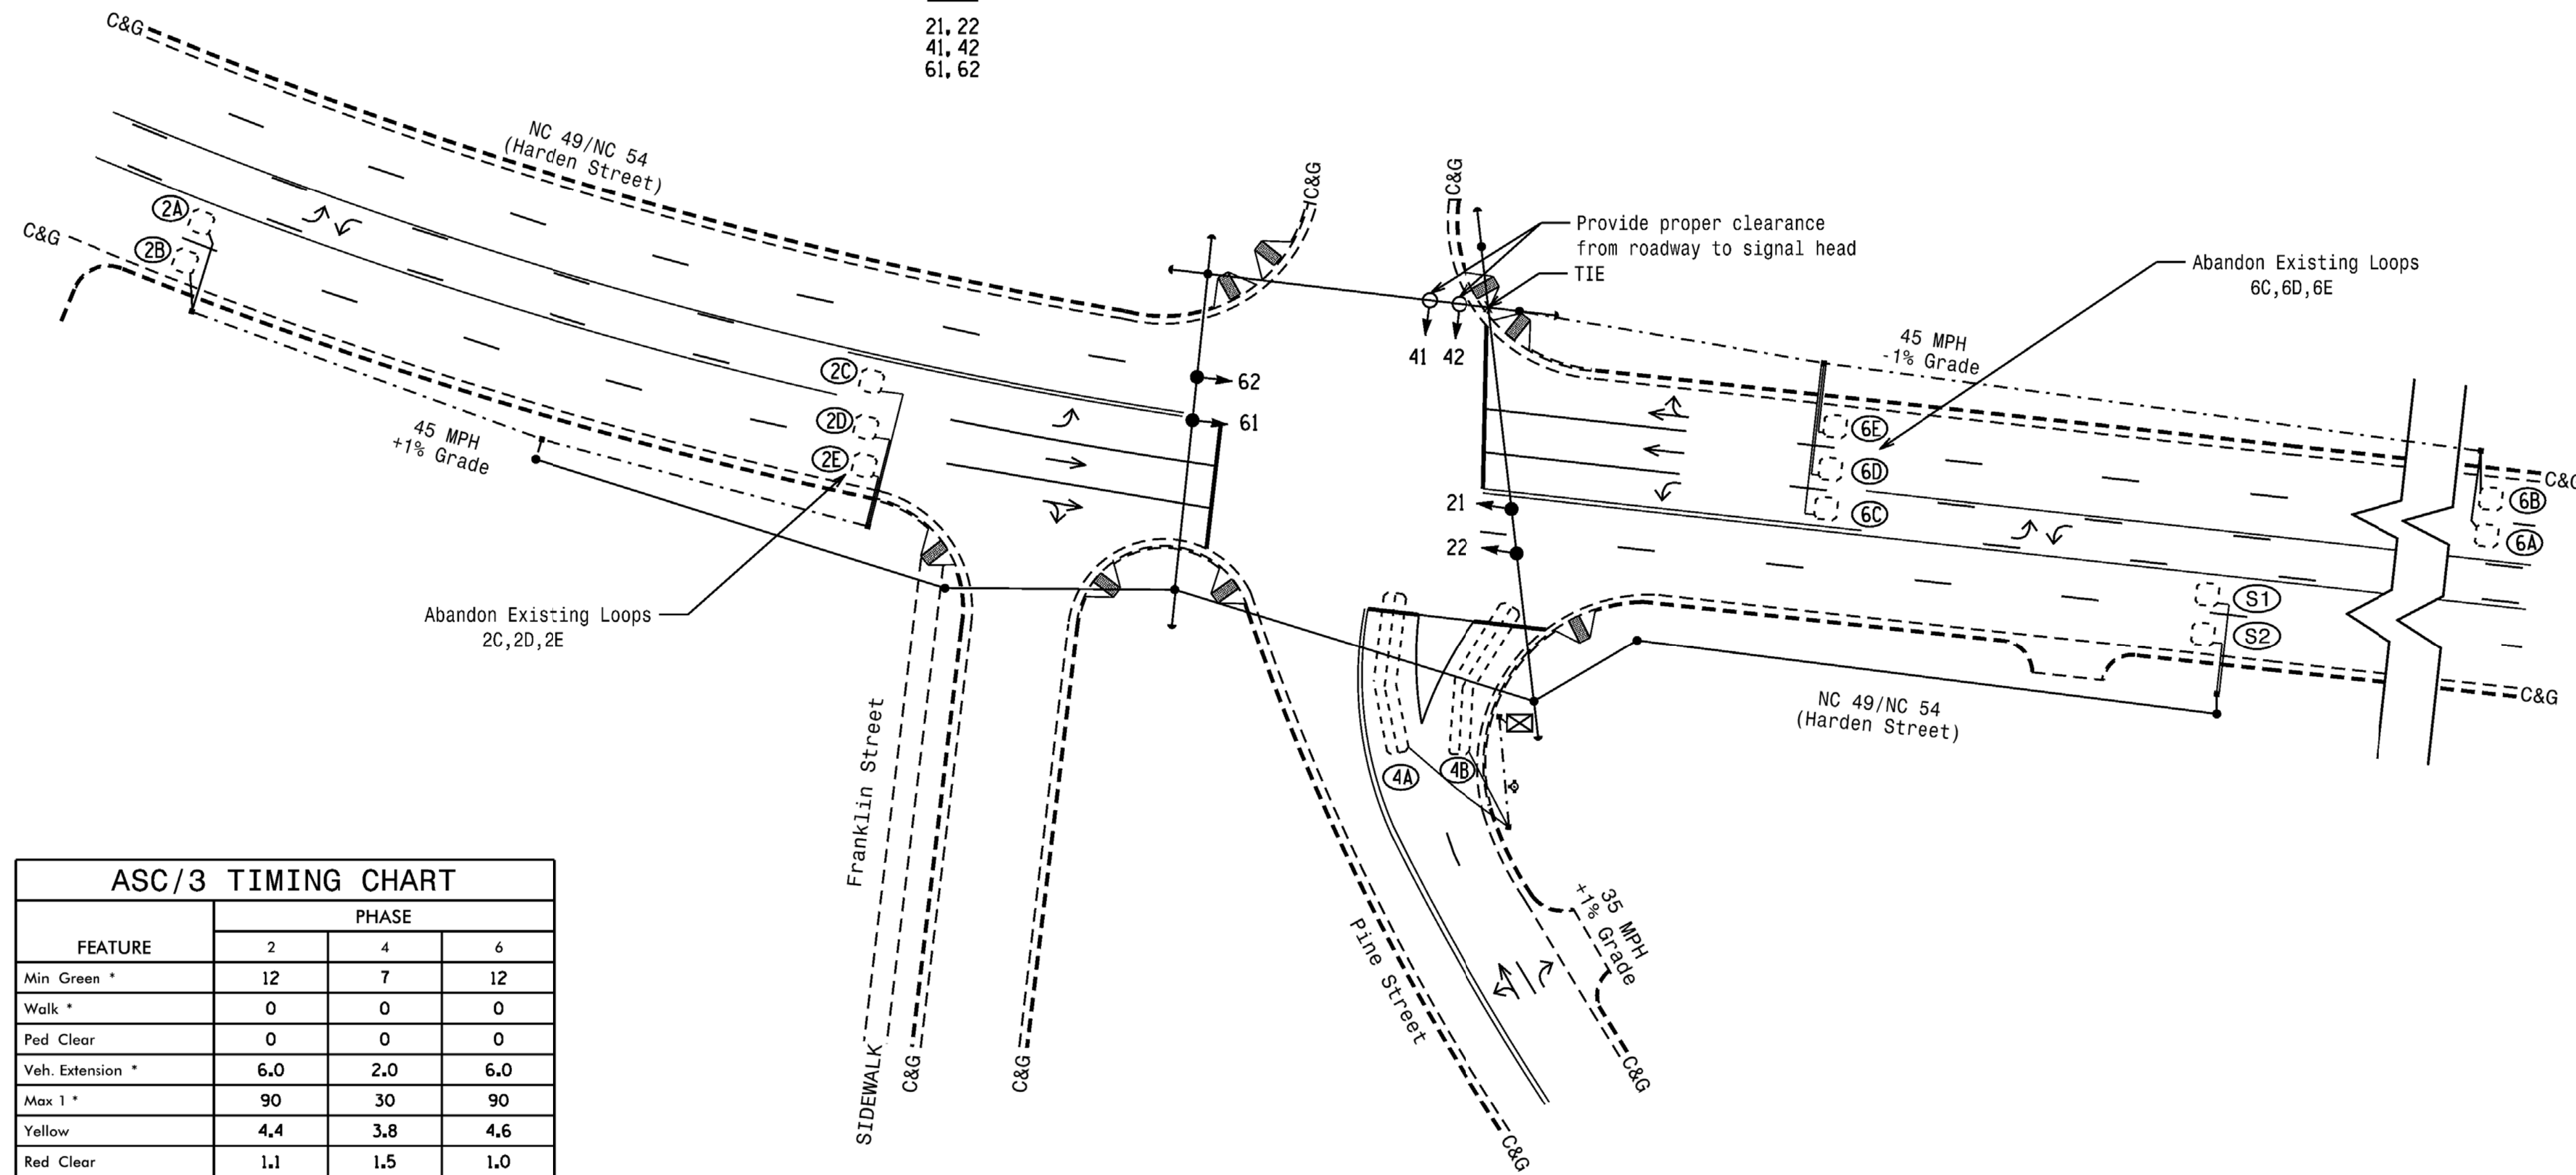 21, 22
41, 42
61, 62
C&G
NC 49/NC 54
(Harden Street)
C&G
C&G
2A
C&G
2B
Provide proper clearance
from roadway to signal head
TIE
Abandon Existing Loops
6C,6D,6E
45 MPH
-1% Grade
41 42
62
61
2C
2D
2E
45 MPH
+1% Grade
6E
6D
6C
C&G
6B
6A
21
22
S1
S2
Abandon Existing Loops
2C,2D,2E
C&G
NC 49/NC 54
(Harden Street)
4A
4B
Franklin Street
35 MPH
+1% Grade
Pine Street
SIDEWALK
C&G
C&G
C&G
C&G
ASC/3 TIMING CHART
FEATURE
PHASE
2 4 6
Min Green * 12 7 12
Walk * 0 0 0
Ped Clear 0 0 0
Veh. Extension * 6.0 2.0 6.0
Max 1 * 90 30 90
Yellow 4.4 3.8 4.6
Red Clear 1.1 1.5 1.0